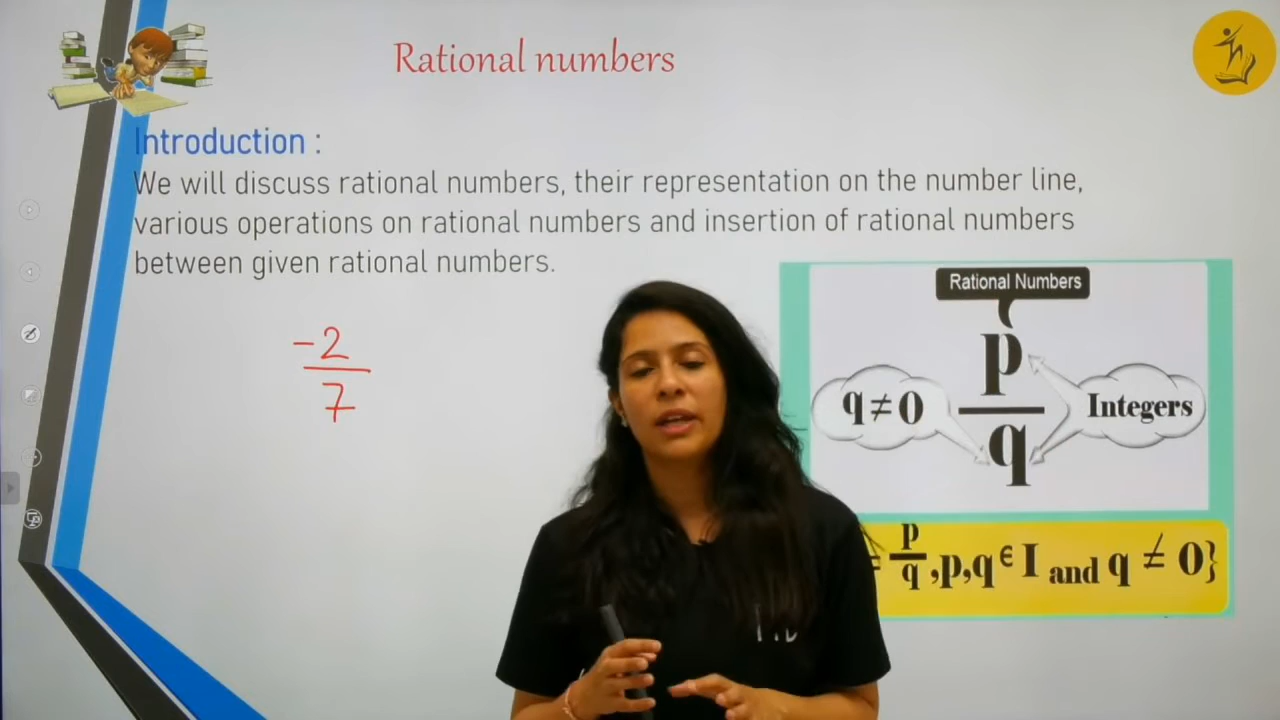 Rational numbers
Introduction :
We will discuss rational numbers, their representation on the number line,
various operations on rational numbers and insertion of rational numbers
between given rational numbers.
-2
7
Rational Numbers
p
q
q ≠ 0
Integers
p
q
, p, q ∈ I and q ≠ 0}